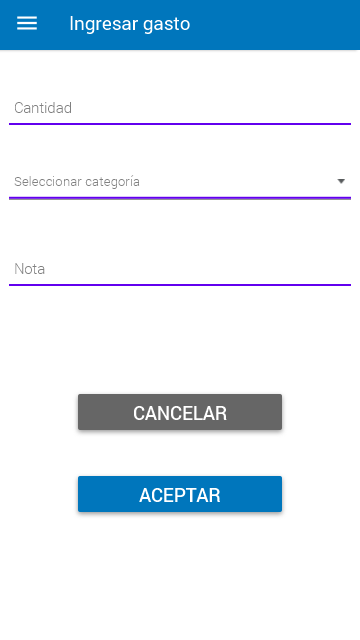 Ingresar gasto
Cantidad
Seleccionar categoría
Nota
CANCELAR
ACEPTAR